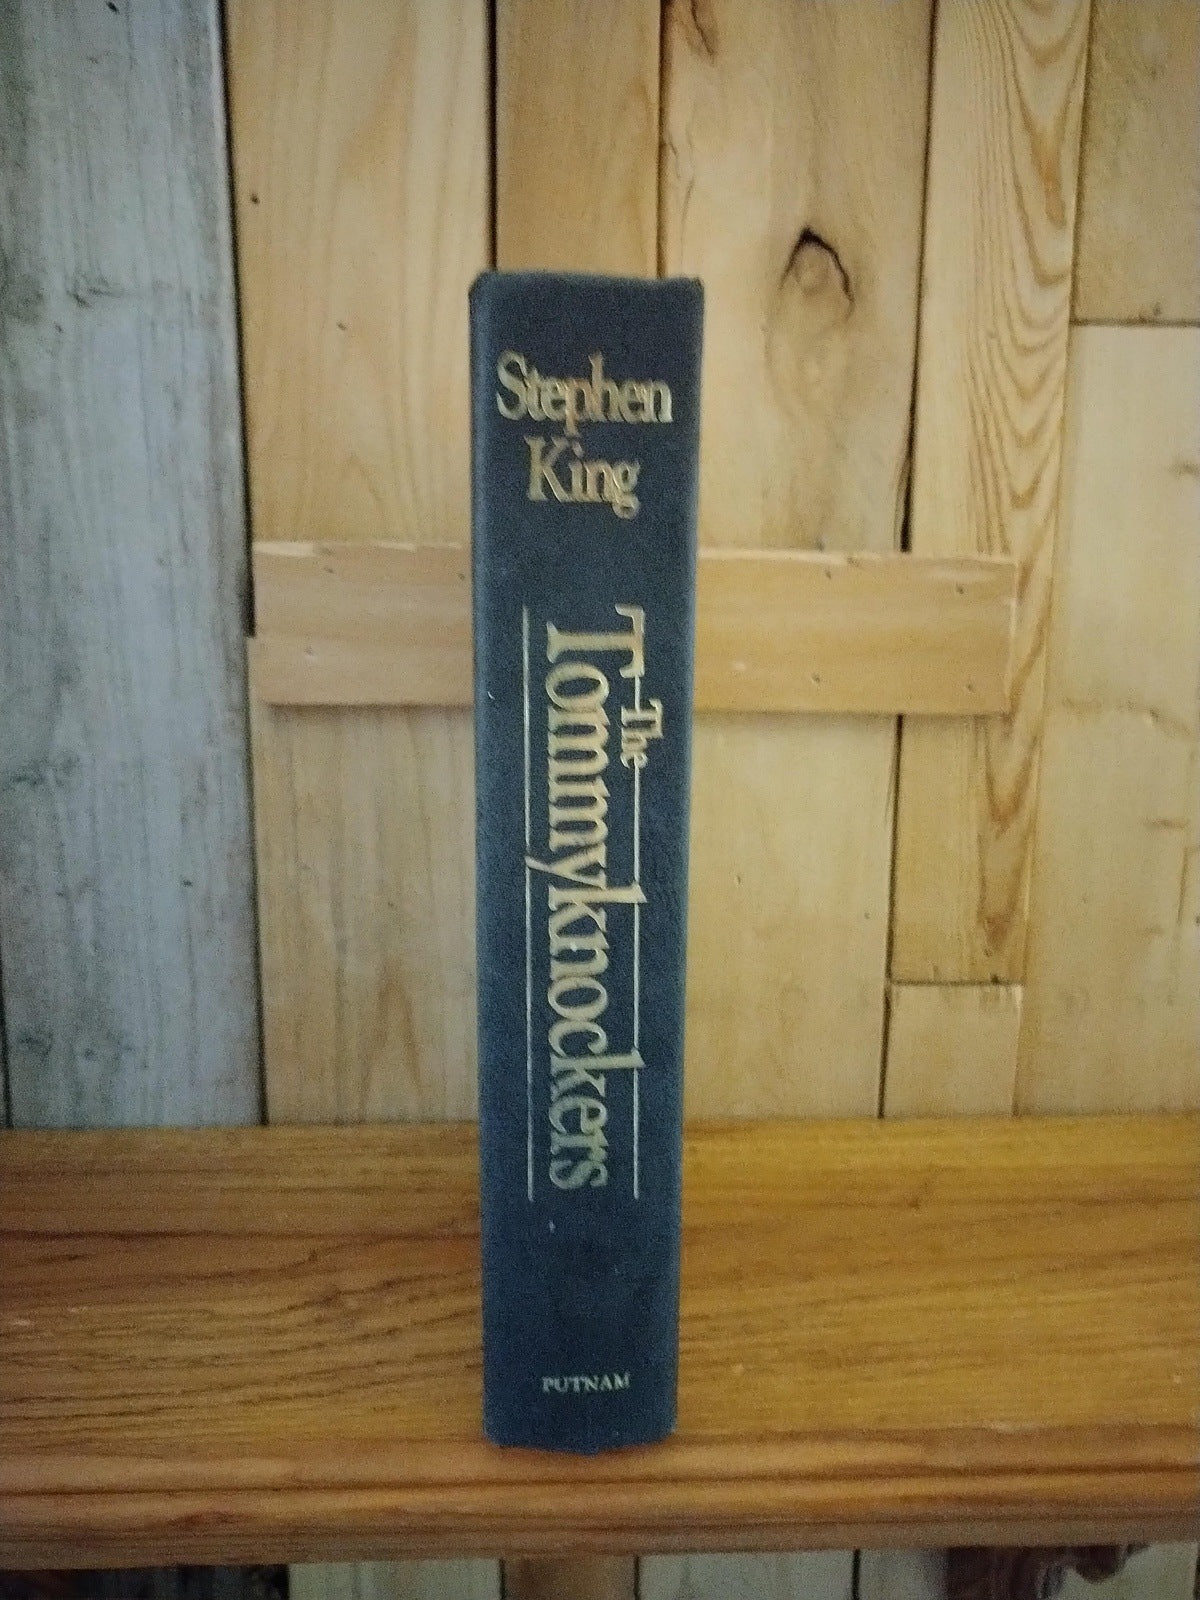 Stephen
King
The
Tommyknockers
PUTNAM